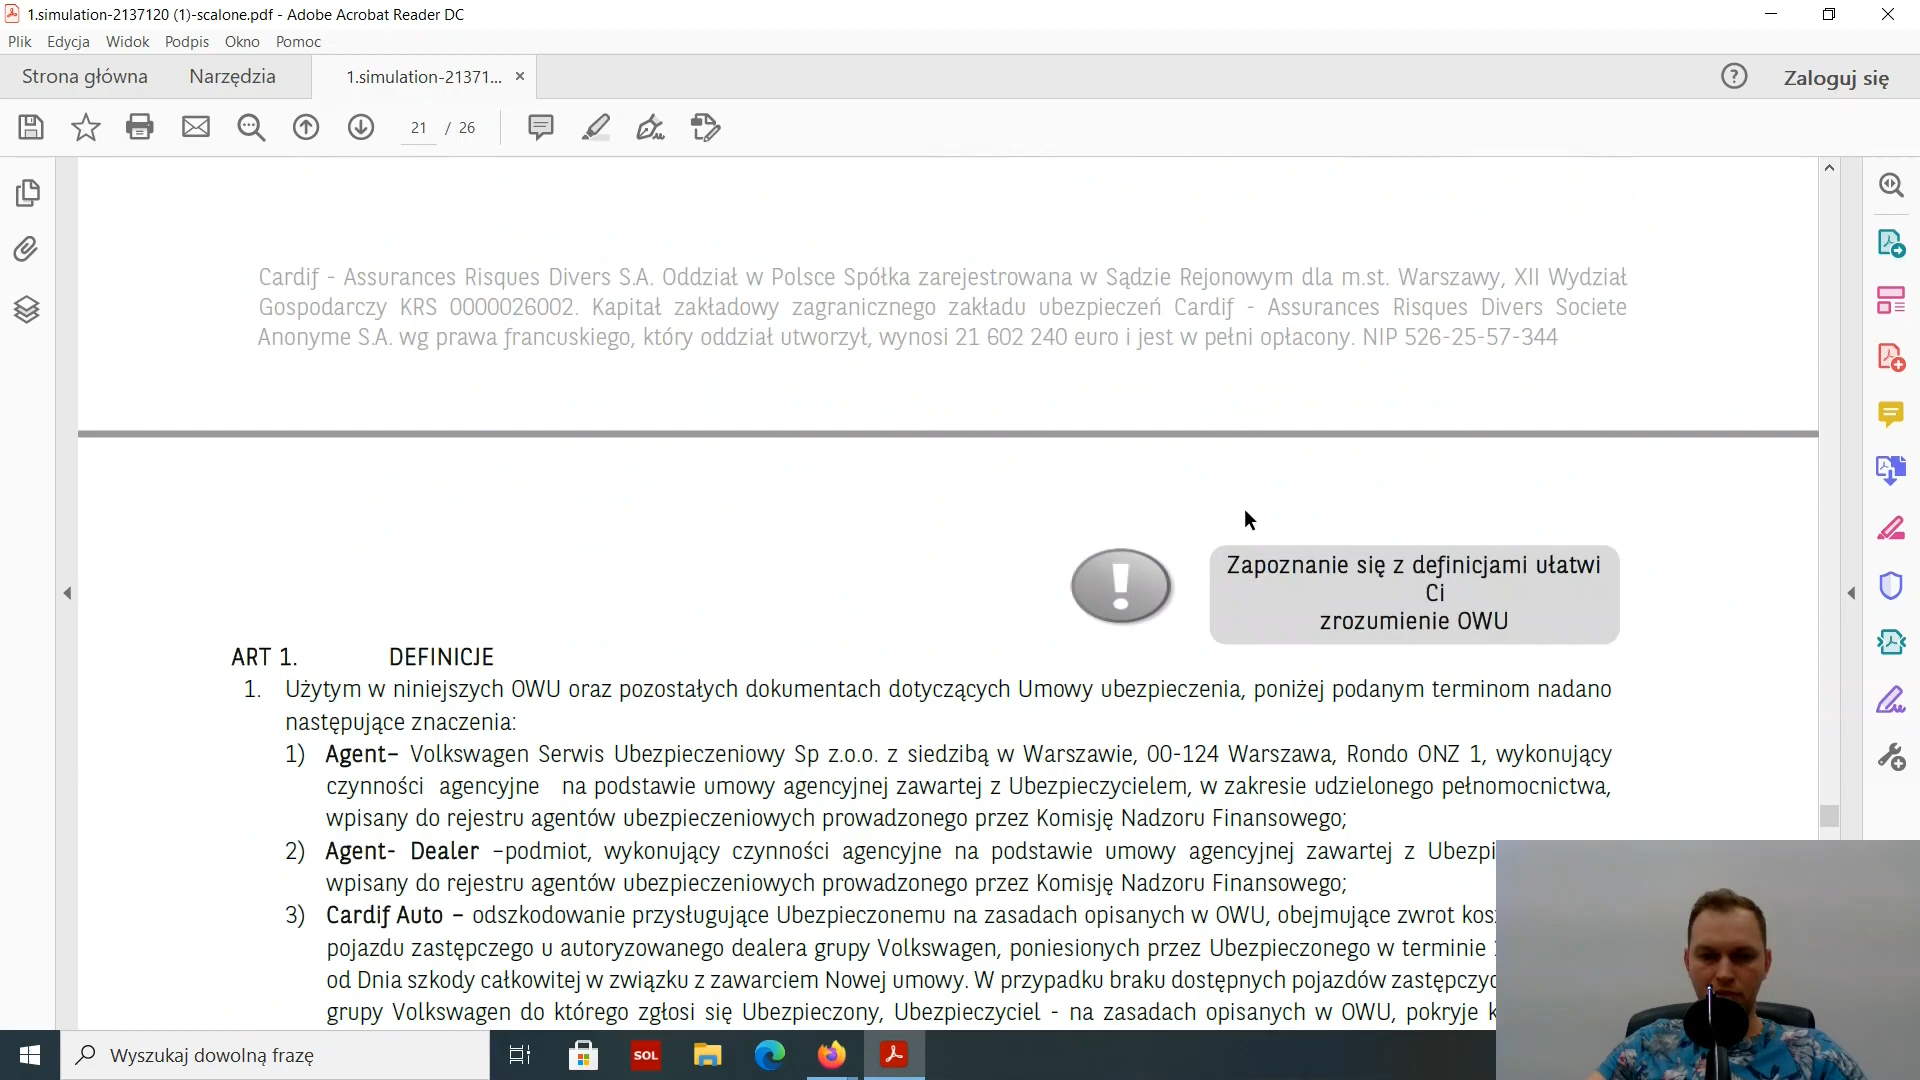 1.simulation-2137120 (1)-scalone.pdf - Adobe Acrobat Reader DC
Plik Edycja Widok Podpis Okno Pomoc
Strona główna Narzędzia 1.simulation-21371... × Zaloguj się
21 / 26
Cardif - Assurances Risques Divers S.A. Oddział w Polsce Spółka zarejestrowana w Sądzie Rejonowym dla m.st. Warszawy, XII Wydział
Gospodarczy KRS 0000026002. Kapitał zakładowy zagranicznego zakładu ubezpieczeń Cardif - Assurances Risques Divers Societe
Anonyme S.A. wg prawa francuskiego, który oddział utworzył, wynosi 21 602 240 euro i jest w pełni opłacony. NIP 526-25-57-344
Zapoznanie się z definicjami ułatwi
Ci
zrozumienie OWU
ART 1. DEFINICJE
1. Użytym w niniejszych OWU oraz pozostałych dokumentach dotyczących Umowy ubezpieczenia, poniżej podanym terminom nadano
następujące znaczenia:
1) Agent– Volkswagen Serwis Ubezpieczeniowy Sp z.o.o. z siedzibą w Warszawie, 00-124 Warszawa, Rondo ONZ 1, wykonujący
czynności agencyjne na podstawie umowy agencyjnej zawartej z Ubezpieczycielem, w zakresie udzielonego pełnomocnictwa,
wpisany do rejestru agentów ubezpieczeniowych prowadzonego przez Komisję Nadzoru Finansowego;
2) Agent- Dealer –podmiot, wykonujący czynności agencyjne na podstawie umowy agencyjnej zawartej z Ubezpi
wpisany do rejestru agentów ubezpieczeniowych prowadzonego przez Komisję Nadzoru Finansowego;
3) Cardif Auto – odszkodowanie przysługujące Ubezpieczonemu na zasadach opisanych w OWU, obejmujące zwrot kos
pojazdu zastępczego u autoryzowanego dealera grupy Volkswagen, poniesionych przez Ubezpieczonego w terminie
od Dnia szkody całkowitej w związku z zawarciem Nowej umowy. W przypadku braku dostępnych pojazdów zastępczyc
grupy Volkswagen do którego zgłosi się Ubezpieczony, Ubezpieczyciel - na zasadach opisanych w OWU, pokryje k
Wyszukaj dowolną frazę
SOL